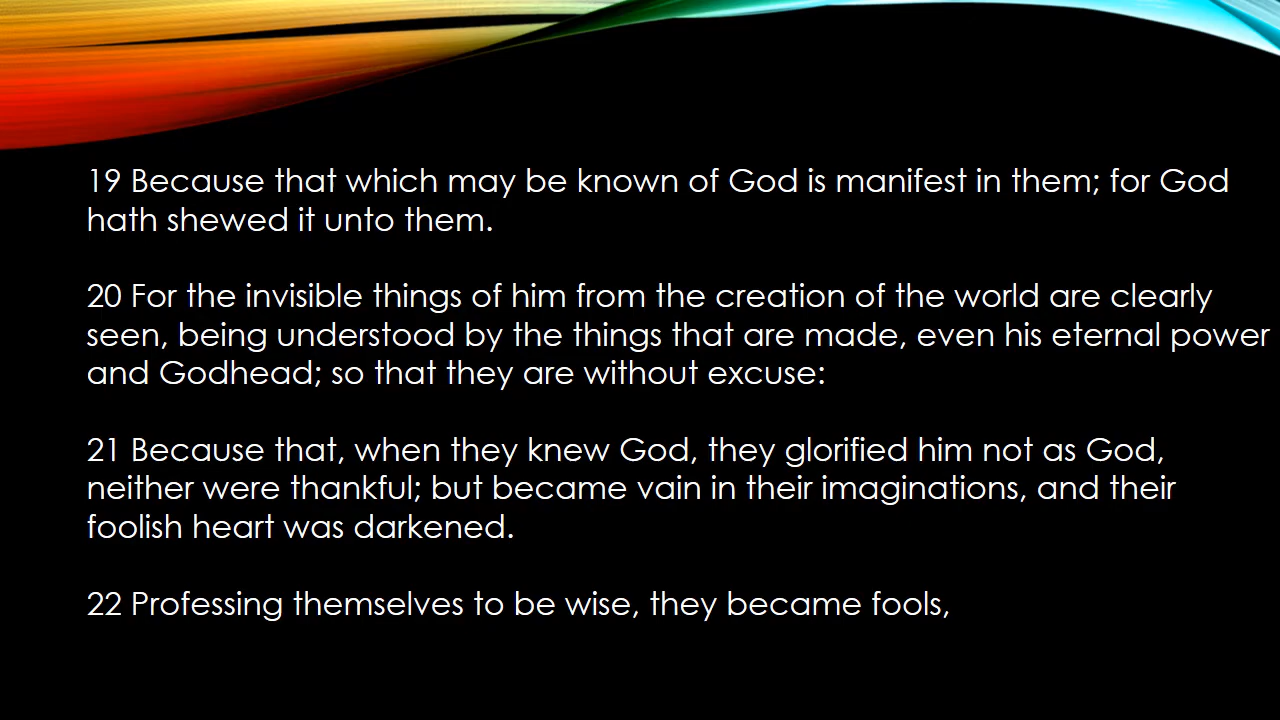 19 Because that which may be known of God is manifest in them; for God
hath shewed it unto them.
20 For the invisible things of him from the creation of the world are clearly
seen, being understood by the things that are made, even his eternal power
and Godhead; so that they are without excuse:
21 Because that, when they knew God, they glorified him not as God,
neither were thankful; but became vain in their imaginations, and their
foolish heart was darkened.
22 Professing themselves to be wise, they became fools,